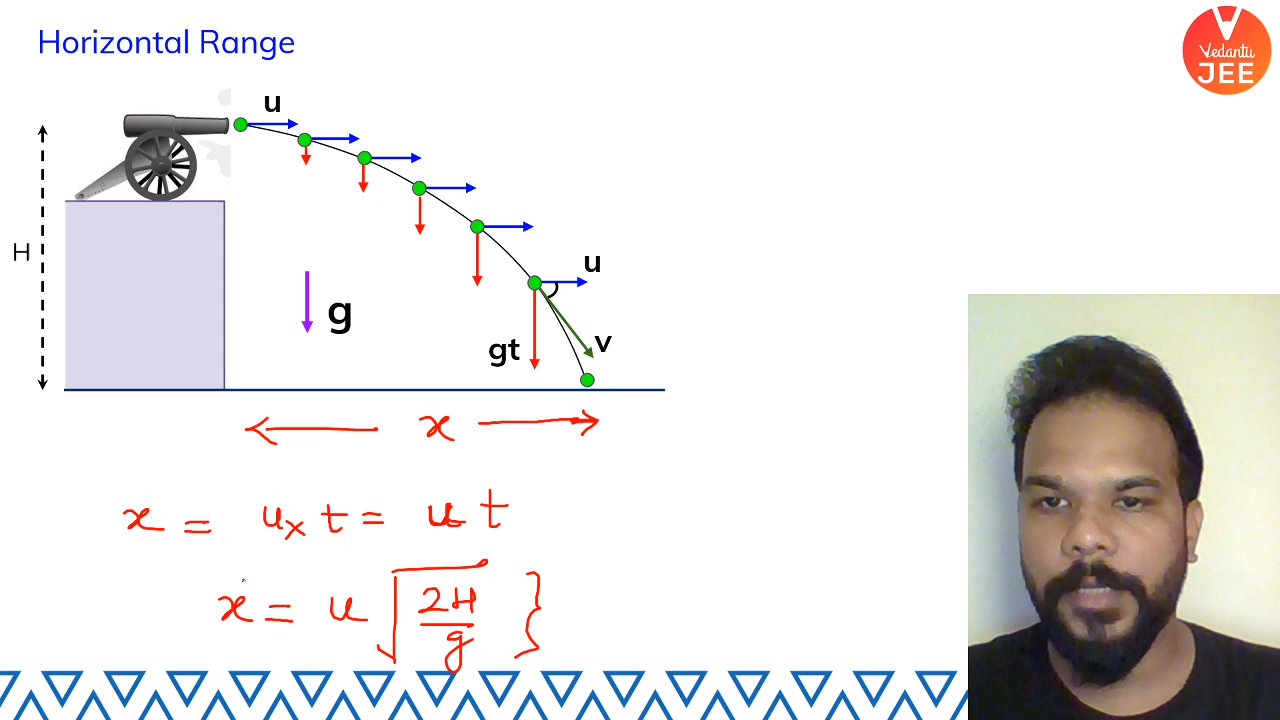 Horizontal Range
Vedantu
JEE
u
H
g
u
gt
v
x
x = uₓ t = u t
x = u √(2H/g) }